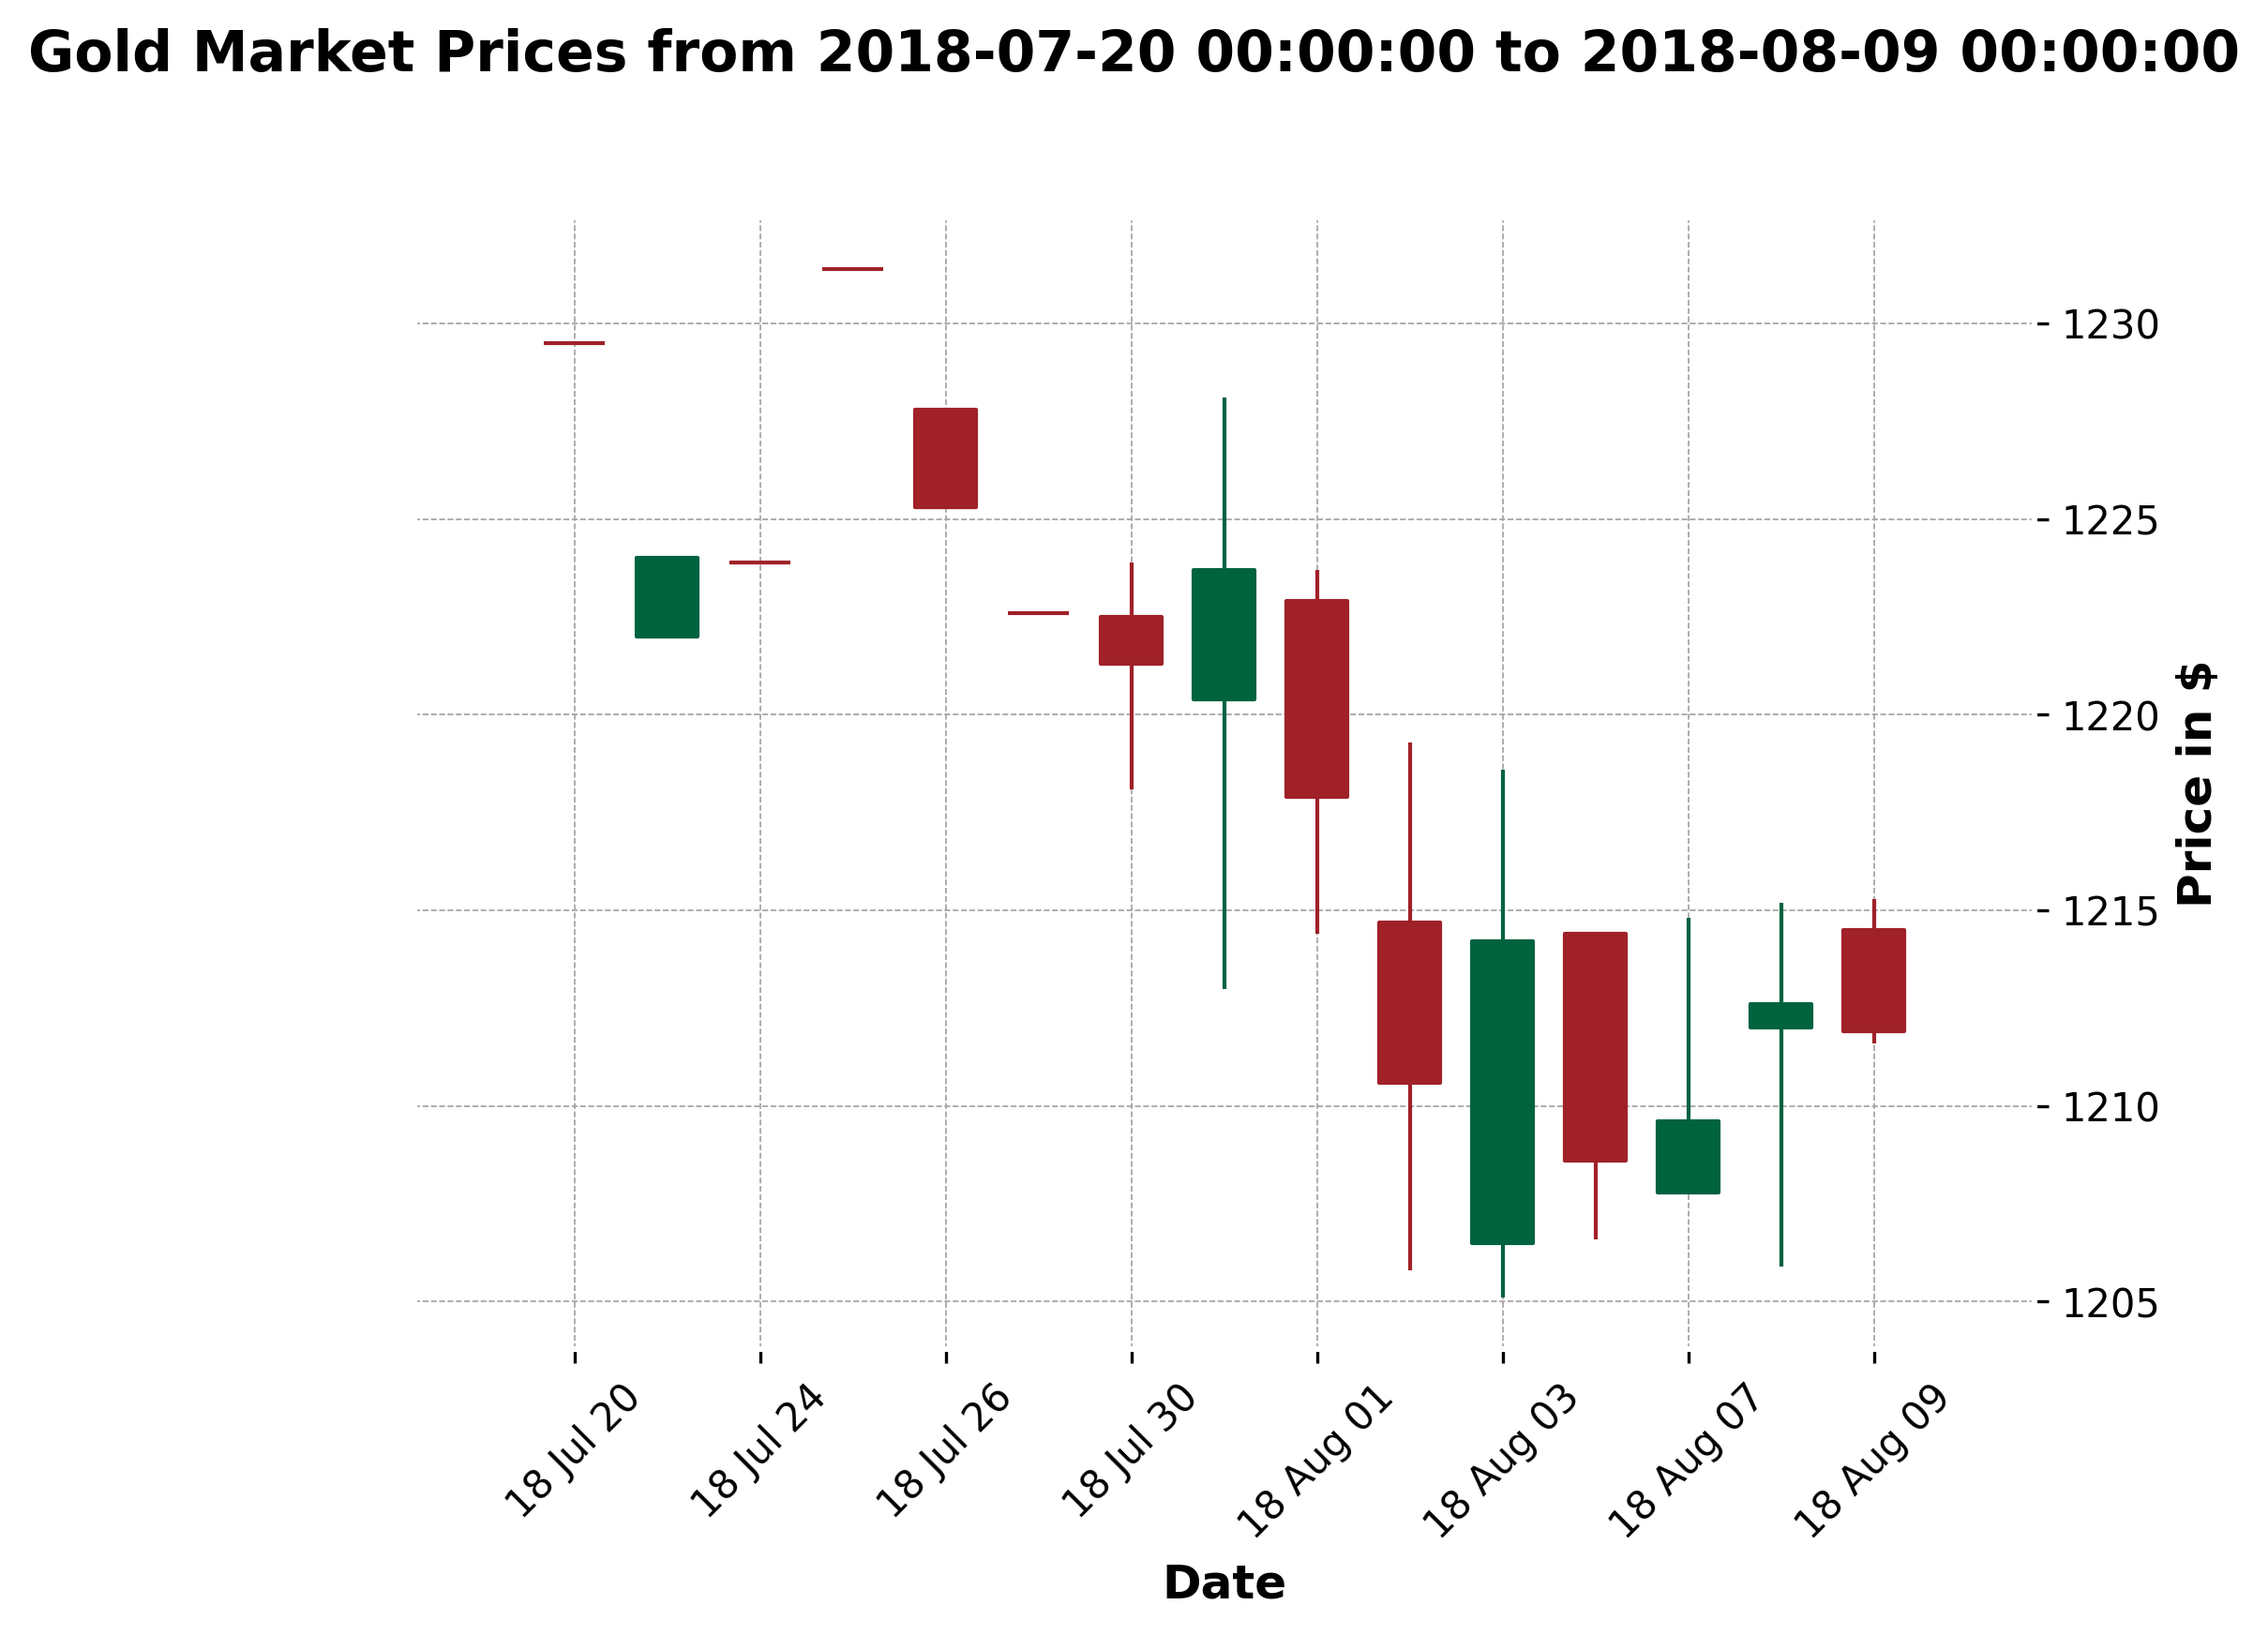 Gold Market Prices from 2018-07-20 00:00:00 to 2018-08-09 00:00:00
1230
1225
1220
1215
1210
1205
Price in $
18 Jul 20
18 Jul 24
18 Jul 26
18 Jul 30
18 Aug 01
18 Aug 03
18 Aug 07
18 Aug 09
Date